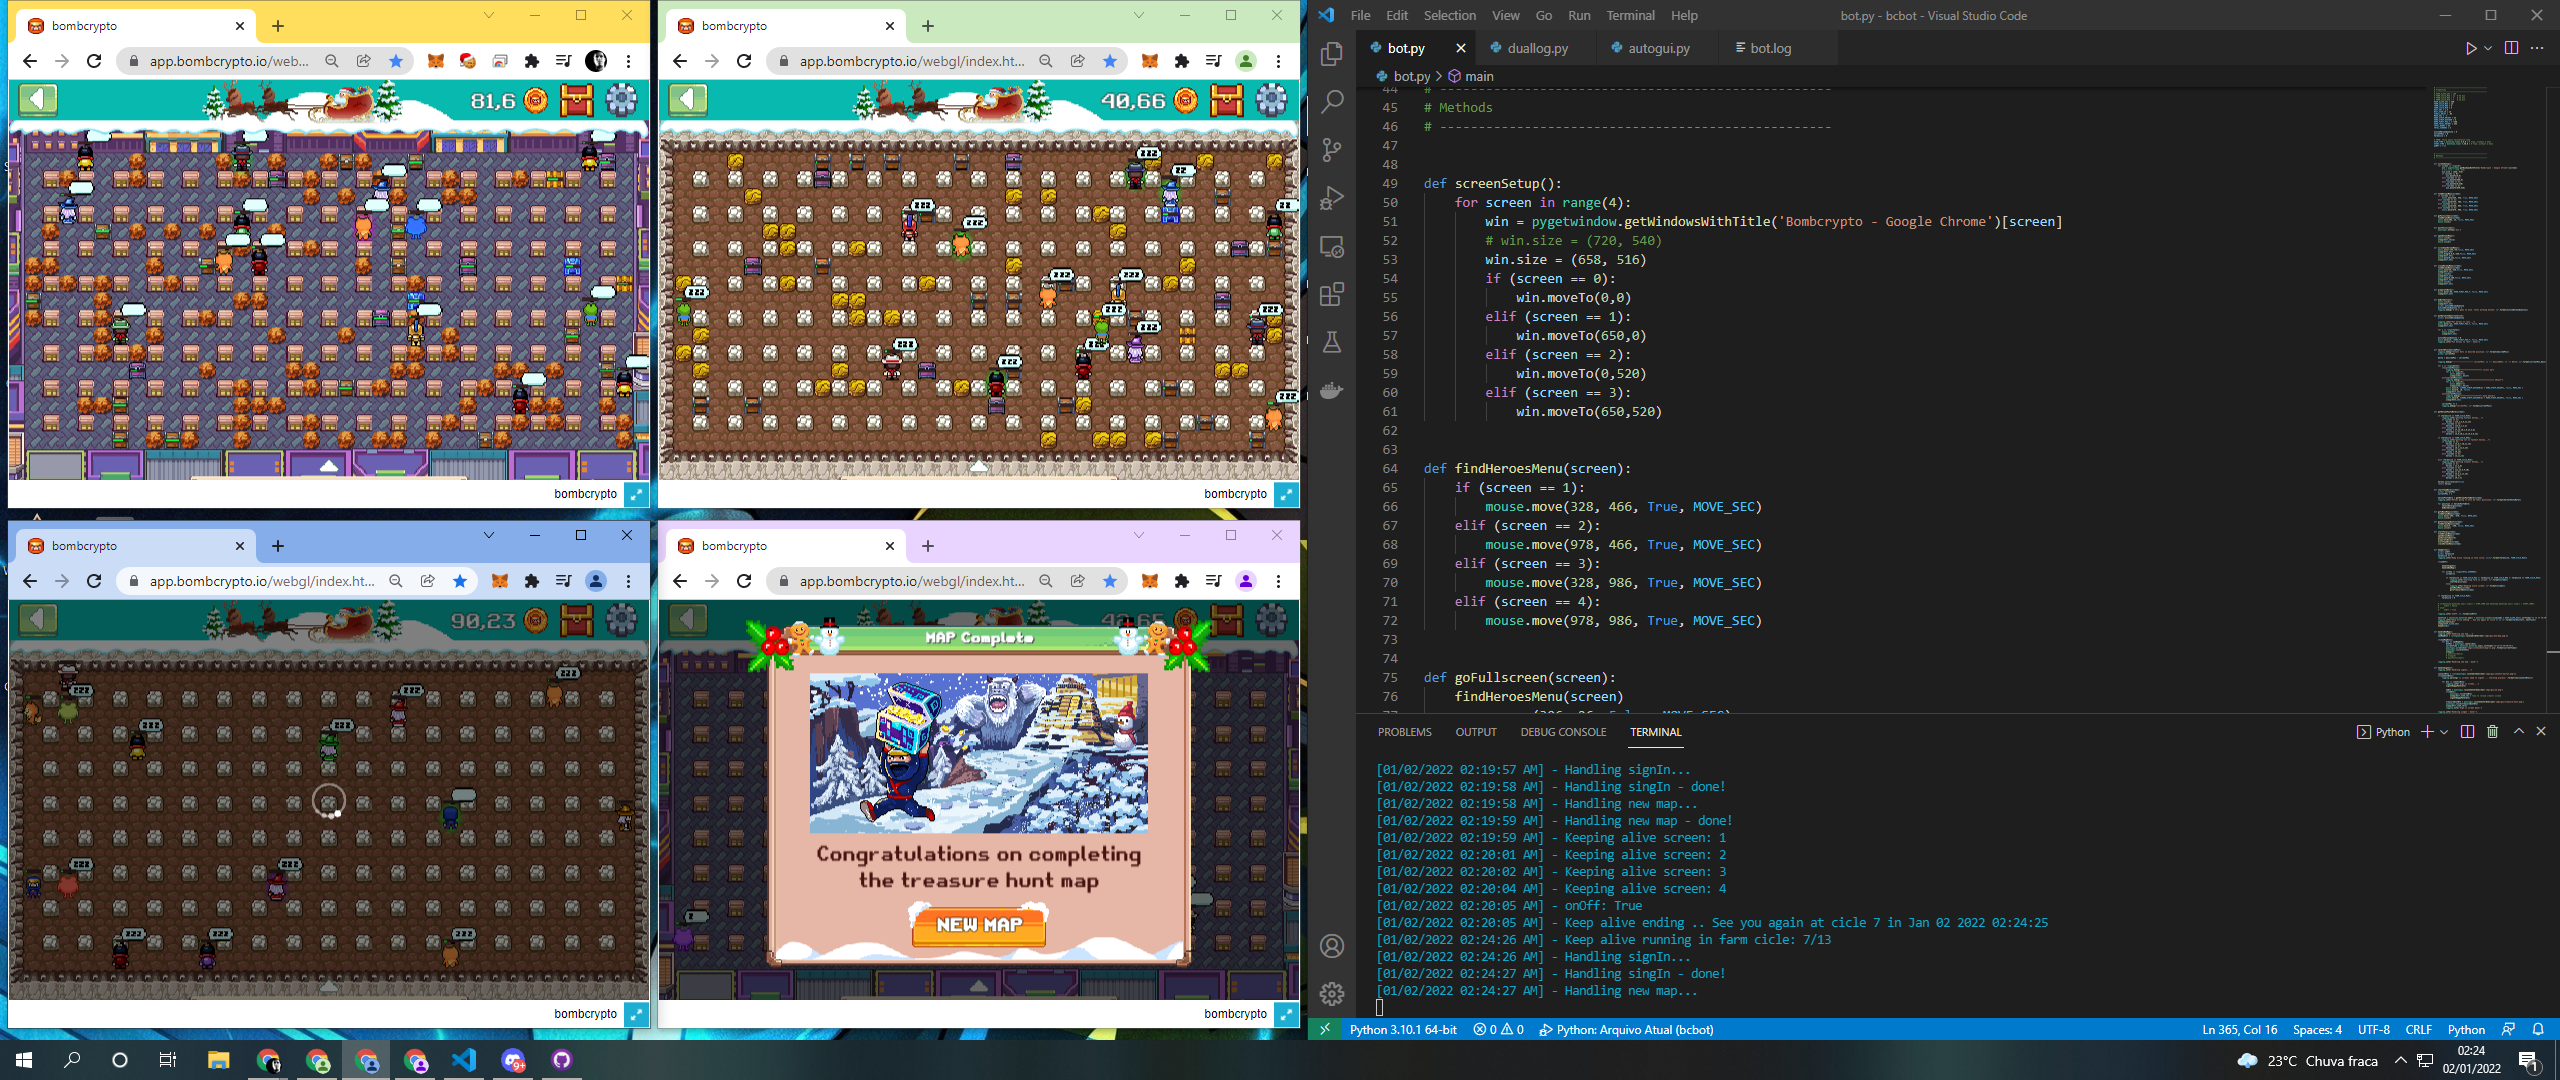 bombcrypto
app.bombcrypto.io/web...
81,6
bombcrypto
bombcrypto
app.bombcrypto.io/webgl/index.ht...
40,66
bombcrypto
bombcrypto
app.bombcrypto.io/webgl/index.ht...
90,23
bombcrypto
bombcrypto
app.bombcrypto.io/webgl/index.ht...
MAP Complete
Congratulations on completing
the treasure hunt map
NEW MAP
bombcrypto
File Edit Selection View Go Run Terminal Help
bot.py - bcbot - Visual Studio Code
bot.py duallog.py autogui.py bot.log
bot.py > main
44 # ---------------------------------------------------
45 # Methods
46 # ---------------------------------------------------
47
48
49 def screenSetup():
50 for screen in range(4):
51 win = pygetwindow.getWindowsWithTitle('Bombcrypto - Google Chrome')[screen]
52 # win.size = (720, 540)
53 win.size = (658, 516)
54 if (screen == 0):
55 win.moveTo(0,0)
56 elif (screen == 1):
57 win.moveTo(650,0)
58 elif (screen == 2):
59 win.moveTo(0,520)
60 elif (screen == 3):
61 win.moveTo(650,520)
62
63
64 def findHeroesMenu(screen):
65 if (screen == 1):
66 mouse.move(328, 466, True, MOVE_SEC)
67 elif (screen == 2):
68 mouse.move(978, 466, True, MOVE_SEC)
69 elif (screen == 3):
70 mouse.move(328, 986, True, MOVE_SEC)
71 elif (screen == 4):
72 mouse.move(978, 986, True, MOVE_SEC)
73
74
75 def goFullscreen(screen):
76 findHeroesMenu(screen)
PROBLEMS OUTPUT DEBUG CONSOLE TERMINAL
Python
[01/02/2022 02:19:57 AM] - Handling signIn...
[01/02/2022 02:19:58 AM] - Handling singIn - done!
[01/02/2022 02:19:58 AM] - Handling new map...
[01/02/2022 02:19:59 AM] - Handling new map - done!
[01/02/2022 02:19:59 AM] - Keeping alive screen: 1
[01/02/2022 02:20:01 AM] - Keeping alive screen: 2
[01/02/2022 02:20:02 AM] - Keeping alive screen: 3
[01/02/2022 02:20:04 AM] - Keeping alive screen: 4
[01/02/2022 02:20:05 AM] - onOff: True
[01/02/2022 02:20:05 AM] - Keep alive ending .. See you again at cicle 7 in Jan 02 2022 02:24:25
[01/02/2022 02:24:26 AM] - Keep alive running in farm cicle: 7/13
[01/02/2022 02:24:26 AM] - Handling signIn...
[01/02/2022 02:24:27 AM] - Handling singIn - done!
[01/02/2022 02:24:27 AM] - Handling new map...
Python 3.10.1 64-bit 0 0 Python: Arquivo Atual (bcbot)
Ln 365, Col 16 Spaces: 4 UTF-8 CRLF Python
9+
23°C Chuva fraca
02:24
02/01/2022
1